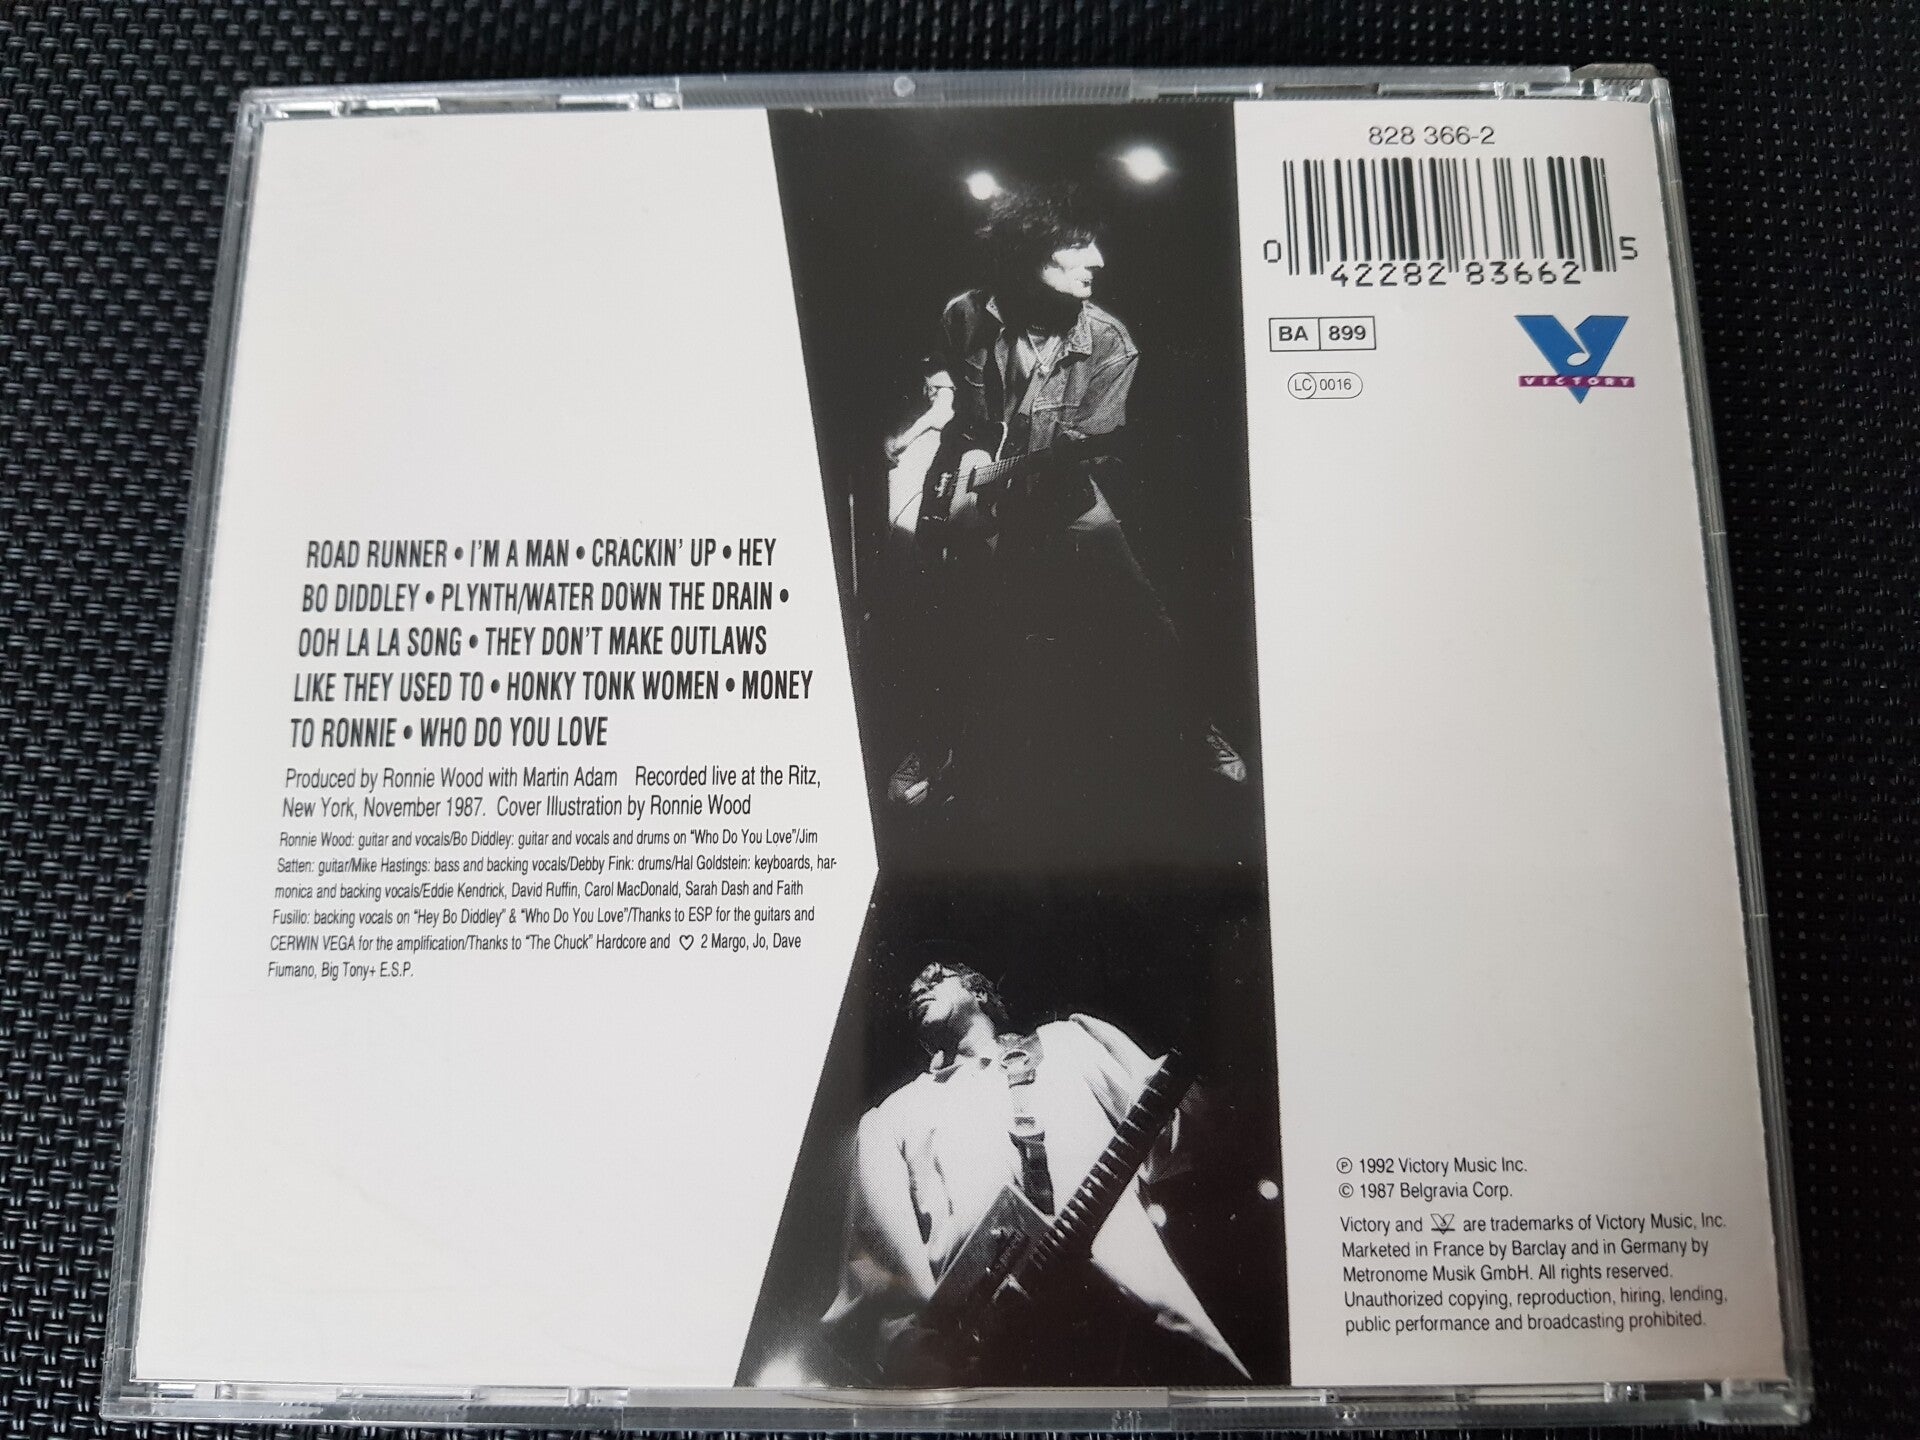 828 366-2
0 42282 83662 5
BA 899
LC 0016
VICTORY
ROAD RUNNER • I'M A MAN • CRACKIN' UP • HEY
BO DIDDLEY • PLYNTH/WATER DOWN THE DRAIN •
OOH LA LA SONG • THEY DON'T MAKE OUTLAWS
LIKE THEY USED TO • HONKY TONK WOMEN • MONEY
TO RONNIE • WHO DO YOU LOVE
Produced by Ronnie Wood with Martin Adam Recorded live at the Ritz,
New York, November 1987. Cover Illustration by Ronnie Wood
Ronnie Wood: guitar and vocals/Bo Diddley: guitar and vocals and drums on "Who Do You Love"/Jim
Satten: guitar/Mike Hastings: bass and backing vocals/Debby Fink: drums/Hal Goldstein: keyboards, har-
monica and backing vocals/Eddie Kendrick, David Ruffin, Carol MacDonald, Sarah Dash and Faith
Fusillo: backing vocals on "Hey Bo Diddley" & "Who Do You Love"/Thanks to ESP for the guitars and
CERWIN VEGA for the amplification/Thanks to "The Chuck" Hardcore and ♡ 2 Margo, Jo, Dave
Fiumano, Big Tony+ E.S.P.
℗ 1992 Victory Music Inc.
© 1987 Belgravia Corp.
Victory and V are trademarks of Victory Music, Inc.
Marketed in France by Barclay and in Germany by
Metronome Musik GmbH. All rights reserved.
Unauthorized copying, reproduction, hiring, lending,
public performance and broadcasting prohibited.